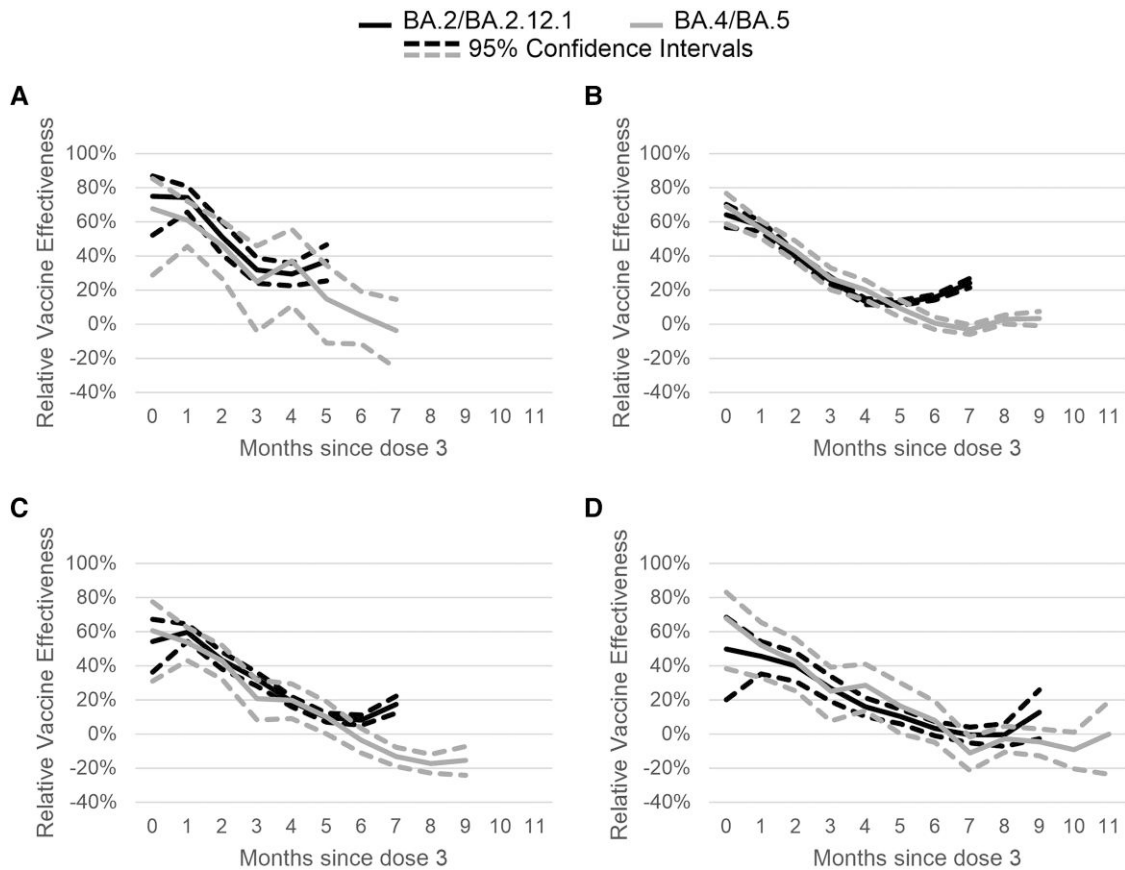 BA.2/BA.2.12.1 BA.4/BA.5
95% Confidence Intervals
A
Relative Vaccine Effectiveness
100%
80%
60%
40%
20%
0%
-20%
-40%
0 1 2 3 4 5 6 7 8 9 10 11
Months since dose 3
B
Relative Vaccine Effectiveness
100%
80%
60%
40%
20%
0%
-20%
-40%
0 1 2 3 4 5 6 7 8 9 10 11
Months since dose 3
C
Relative Vaccine Effectiveness
100%
80%
60%
40%
20%
0%
-20%
-40%
0 1 2 3 4 5 6 7 8 9 10 11
Months since dose 3
D
Relative Vaccine Effectiveness
100%
80%
60%
40%
20%
0%
-20%
-40%
0 1 2 3 4 5 6 7 8 9 10 11
Months since dose 3